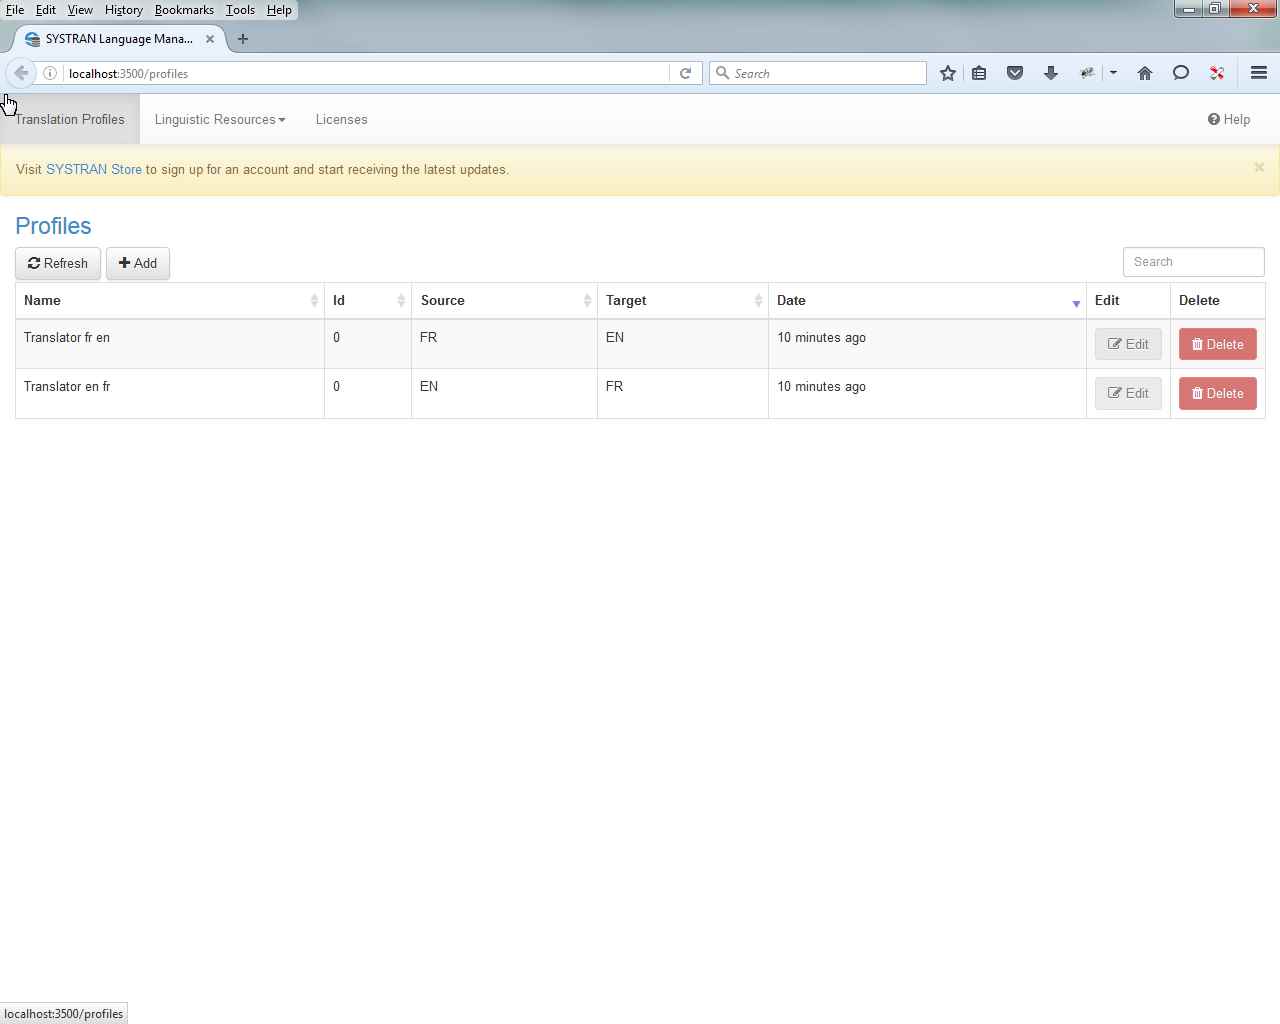 File Edit View History Bookmarks Tools Help
SYSTRAN Language Mana...
localhost:3500/profiles
Search
Translation Profiles Linguistic Resources Licenses Help
Visit SYSTRAN Store to sign up for an account and start receiving the latest updates.
Profiles
Refresh Add Search
Name Id Source Target Date Edit Delete
Translator fr en 0 FR EN 10 minutes ago Edit Delete
Translator en fr 0 EN FR 10 minutes ago Edit Delete
localhost:3500/profiles